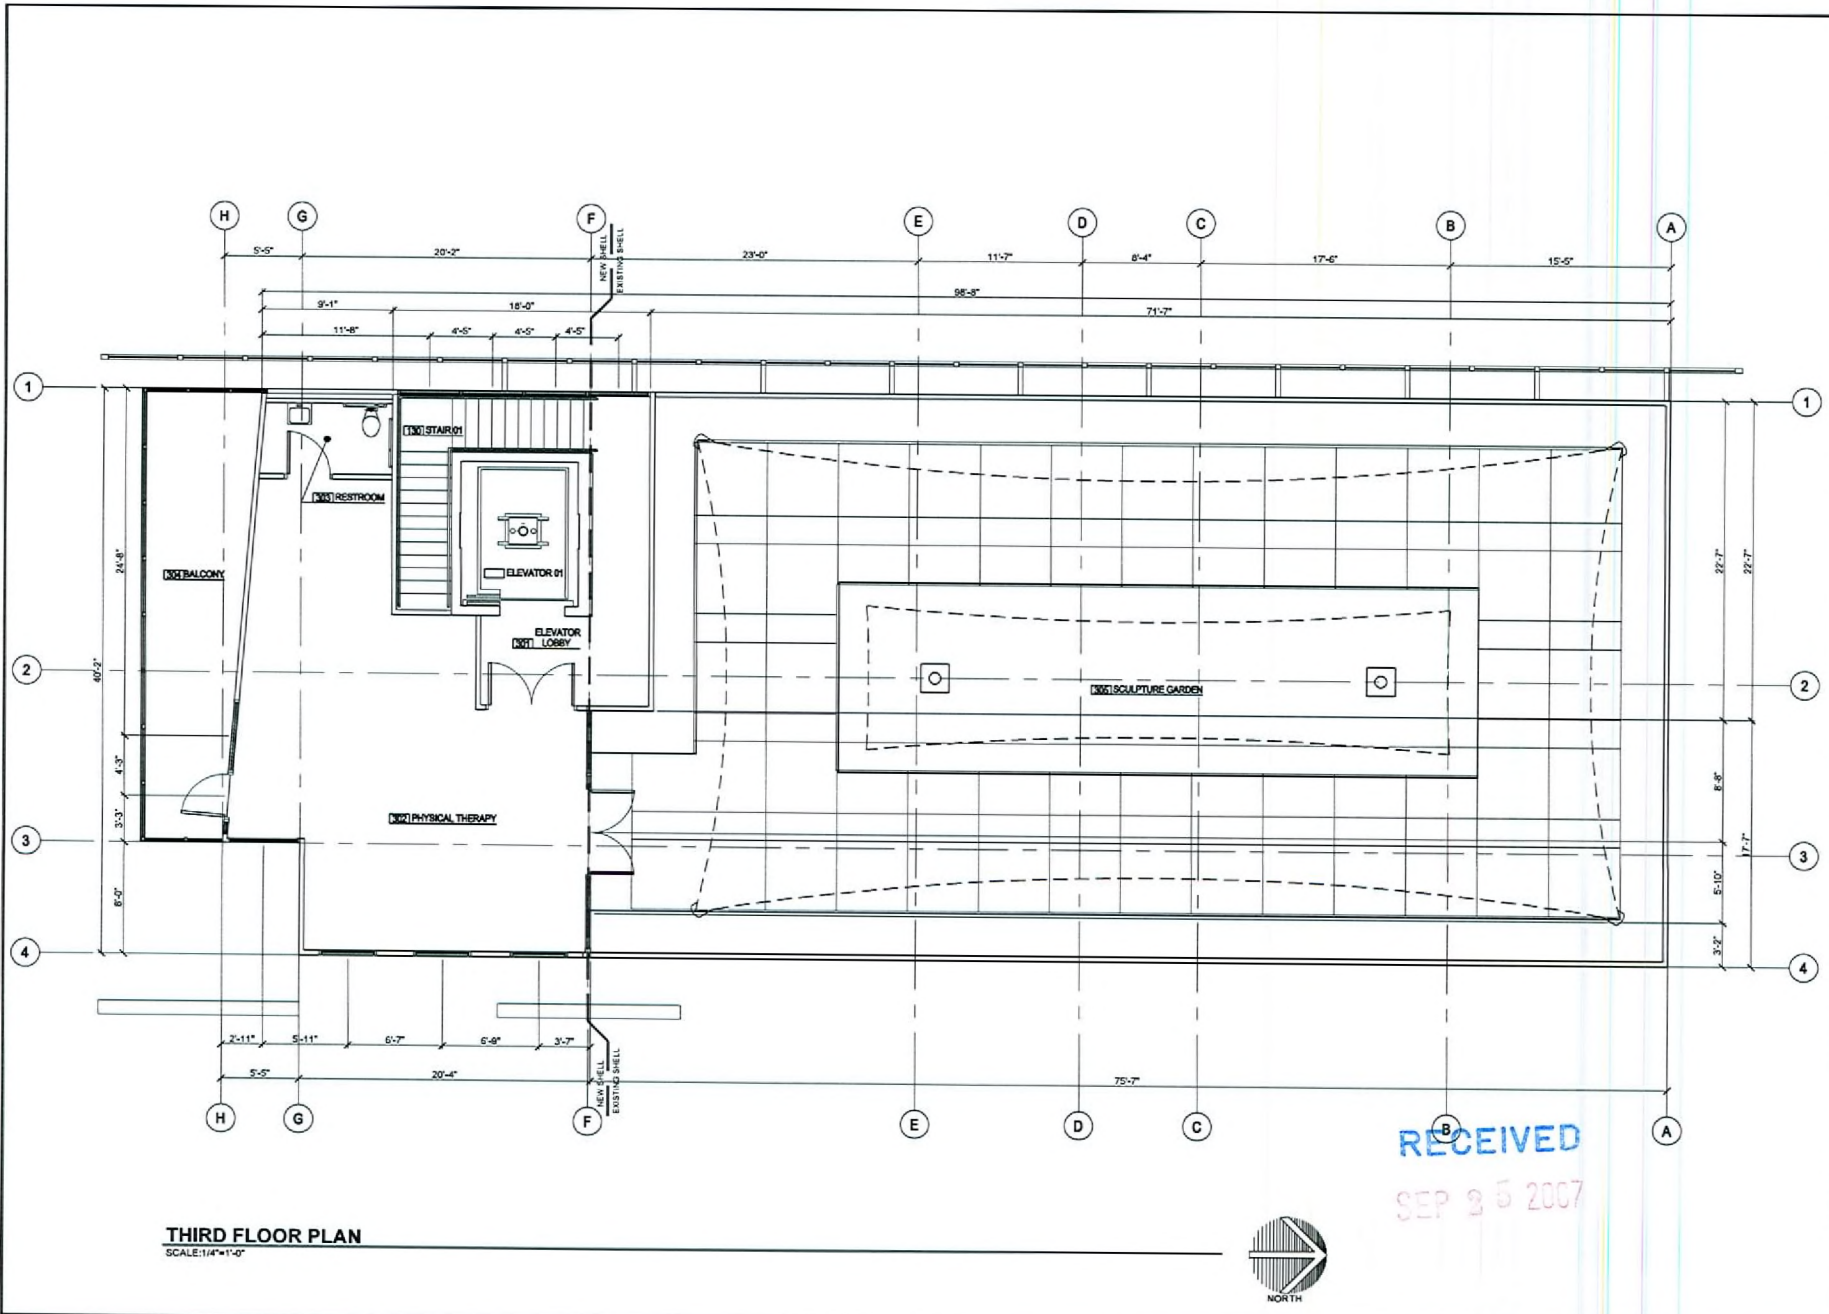 H G F E D C B A
NEW SHELL
EXISTING SHELL
5'-5" 20'-2" 23'-0" 11'-7" 8'-4" 17'-6" 15'-5"
98'-8"
9'-1" 18'-0" 71'-7"
11'-8" 4'-5" 4'-5" 4'-5"
1 1
130 STAIR 01
303 RESTROOM
24'-8"
22'-7" 22'-7"
304 BALCONY
ELEVATOR 01
ELEVATOR
301 LOBBY
2 2
40'-2"
305 SCULPTURE GARDEN
4'-3"
8'-8"
3'-3"
302 PHYSICAL THERAPY
3 3
17'-7"
8'-0"
5'-10"
3'-2"
4 4
2'-11" 5'-11" 6'-7" 6'-9" 3'-7"
NEW SHELL
EXISTING SHELL
5'-5" 20'-4" 75'-7"
H G F E D C B A
RECEIVED
SEP 2007
THIRD FLOOR PLAN
SCALE:1/4"=1'-0"
NORTH